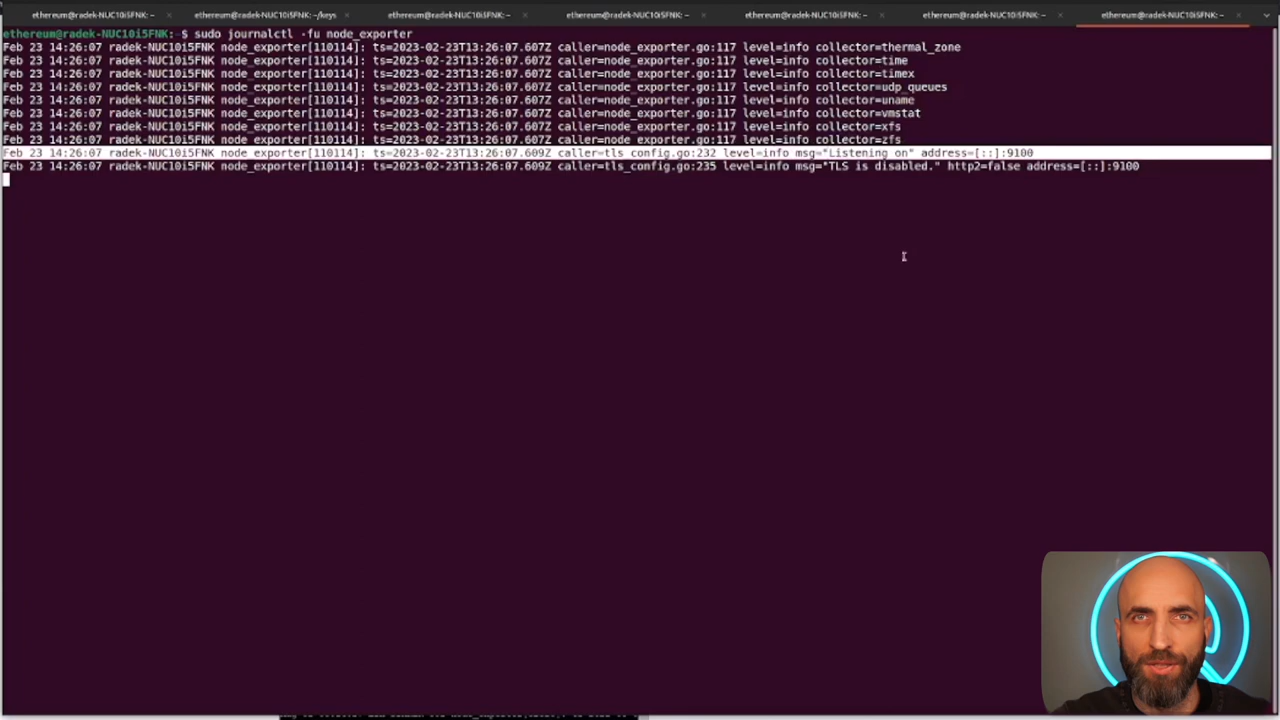 ethereum@radek-NUC10i5FNK: ~ ethereum@radek-NUC10i5FNK: ~/keys ethereum@radek-NUC10i5FNK: ~ ethereum@radek-NUC10i5FNK: ~ ethereum@radek-NUC10i5FNK: ~ ethereum@radek-NUC10i5FNK: ~ ethereum@radek-NUC10i5FNK: ~
ethereum@radek-NUC10i5FNK:~$ sudo journalctl -fu node_exporter
Feb 23 14:26:07 radek-NUC10i5FNK node_exporter[110114]: ts=2023-02-23T13:26:07.607Z caller=node_exporter.go:117 level=info collector=thermal_zone
Feb 23 14:26:07 radek-NUC10i5FNK node_exporter[110114]: ts=2023-02-23T13:26:07.607Z caller=node_exporter.go:117 level=info collector=time
Feb 23 14:26:07 radek-NUC10i5FNK node_exporter[110114]: ts=2023-02-23T13:26:07.607Z caller=node_exporter.go:117 level=info collector=timex
Feb 23 14:26:07 radek-NUC10i5FNK node_exporter[110114]: ts=2023-02-23T13:26:07.607Z caller=node_exporter.go:117 level=info collector=udp_queues
Feb 23 14:26:07 radek-NUC10i5FNK node_exporter[110114]: ts=2023-02-23T13:26:07.607Z caller=node_exporter.go:117 level=info collector=uname
Feb 23 14:26:07 radek-NUC10i5FNK node_exporter[110114]: ts=2023-02-23T13:26:07.607Z caller=node_exporter.go:117 level=info collector=vmstat
Feb 23 14:26:07 radek-NUC10i5FNK node_exporter[110114]: ts=2023-02-23T13:26:07.607Z caller=node_exporter.go:117 level=info collector=xfs
Feb 23 14:26:07 radek-NUC10i5FNK node_exporter[110114]: ts=2023-02-23T13:26:07.607Z caller=node_exporter.go:117 level=info collector=zfs
Feb 23 14:26:07 radek-NUC10i5FNK node_exporter[110114]: ts=2023-02-23T13:26:07.609Z caller=tls_config.go:232 level=info msg="Listening on" address=[::]:9100
Feb 23 14:26:07 radek-NUC10i5FNK node_exporter[110114]: ts=2023-02-23T13:26:07.609Z caller=tls_config.go:235 level=info msg="TLS is disabled." http2=false address=[::]:9100